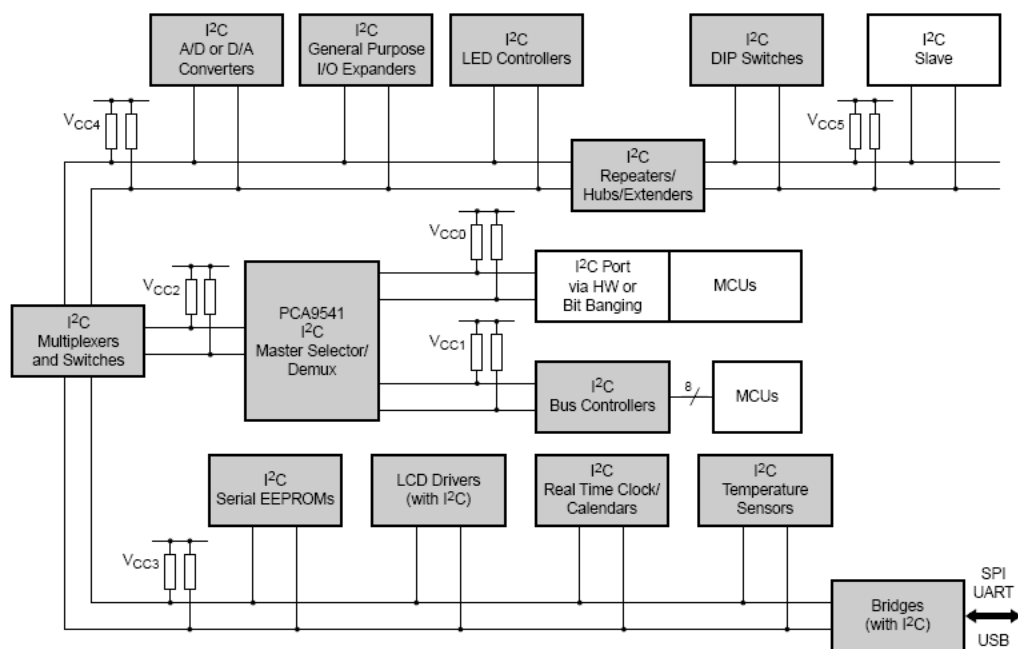 I²C
A/D or D/A
Converters
I²C
General Purpose
I/O Expanders
I²C
LED Controllers
I²C
DIP Switches
I²C
Slave
VCC4
VCC5
I²C
Repeaters/
Hubs/Extenders
VCC0
VCC2
PCA9541
I²C
Master Selector/
Demux
I²C Port
via HW or
Bit Banging
MCUs
I²C
Multiplexers
and Switches
VCC1
I²C
Bus Controllers
8
MCUs
I²C
Serial EEPROMs
LCD Drivers
(with I²C)
I²C
Real Time Clock/
Calendars
I²C
Temperature
Sensors
VCC3
Bridges
(with I²C)
SPI
UART
USB